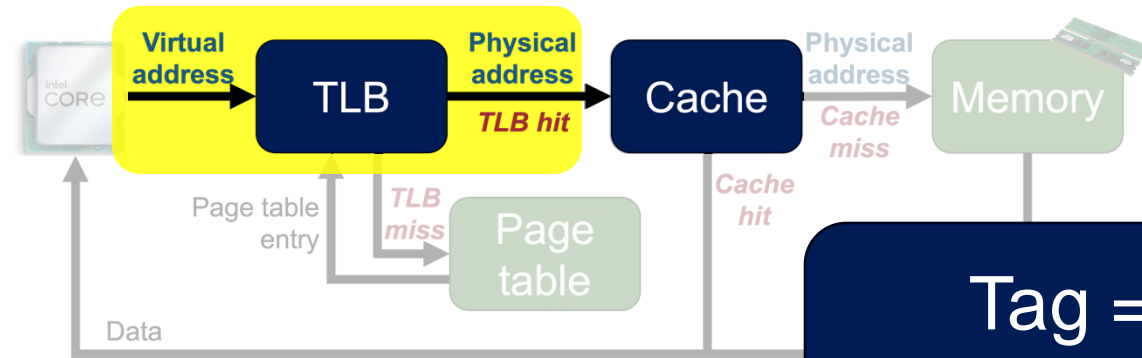 Virtual
address
TLB
Physical
address
TLB hit
Cache
Physical
address
Cache
miss
Memory
intel
CORE
Page table
entry
TLB
miss
Page
table
Cache
hit
Data
Tag =